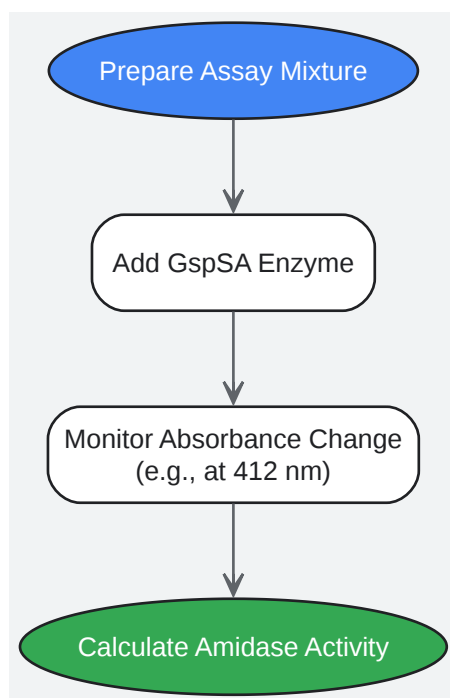 Prepare Assay Mixture
Add GspSA Enzyme
Monitor Absorbance Change
(e.g., at 412 nm)
Calculate Amidase Activity